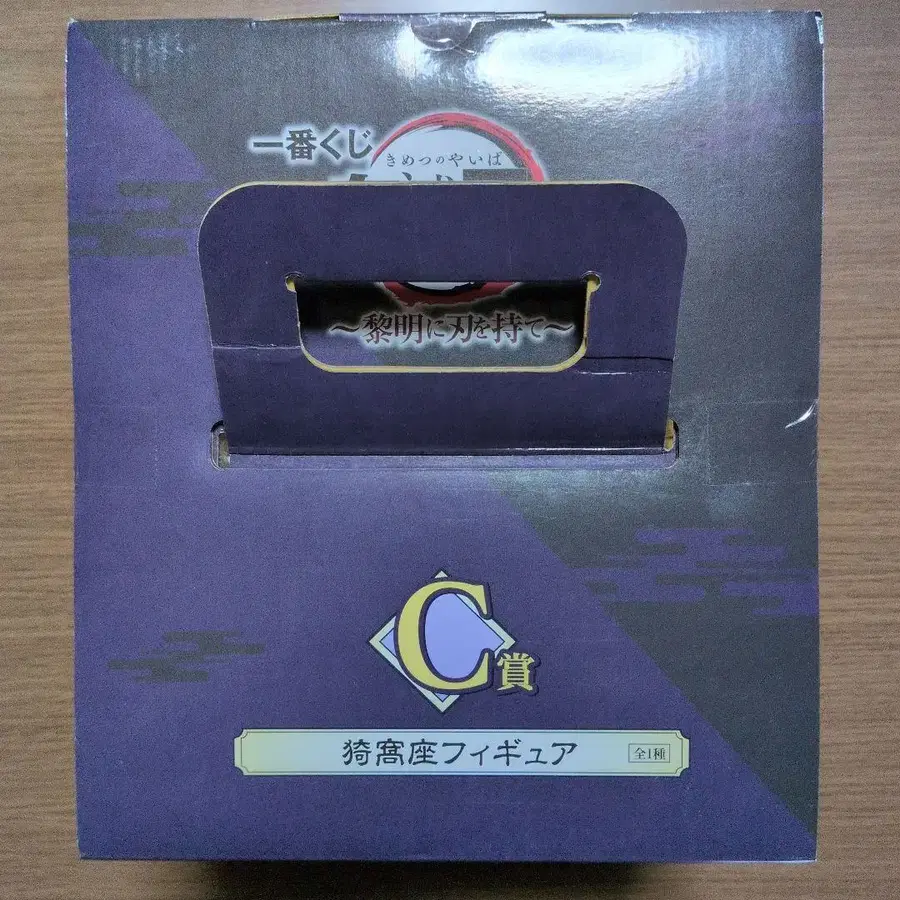 一番くじ
きめつのやいば
～黎明に刃を持て～
C賞
猗窩座フィギュア
全1種